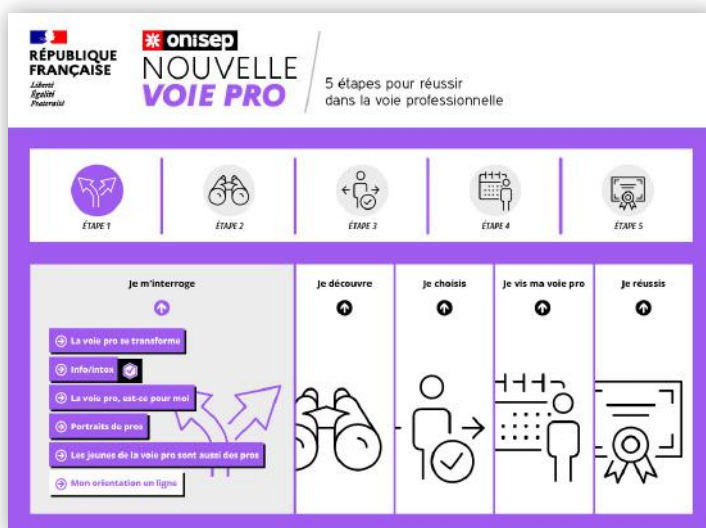 RÉPUBLIQUE
FRANÇAISE
Liberté
Égalité
Fraternité
onisep
NOUVELLE
VOIE PRO
5 étapes pour réussir
dans la voie professionnelle
ÉTAPE 1
ÉTAPE 2
ÉTAPE 3
ÉTAPE 4
ÉTAPE 5
Je m'interroge
Je découvre
Je choisis
Je vis ma voie pro
Je réussis
La voie pro se transforme
Info/intox
La voie pro, est-ce pour moi
Portraits de pros
Les jeunes de la voie pro sont aussi des pros
Mon orientation en ligne